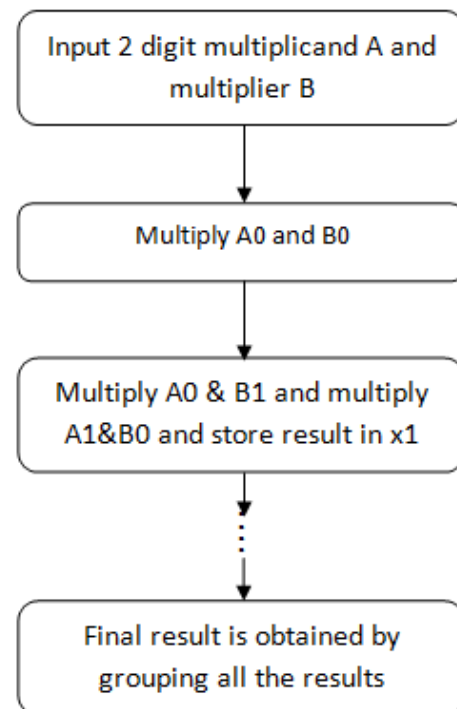 Input 2 digit multiplicand A and
multiplier B
Multiply A0 and B0
Multiply A0 & B1 and multiply
A1&B0 and store result in x1
Final result is obtained by
grouping all the results